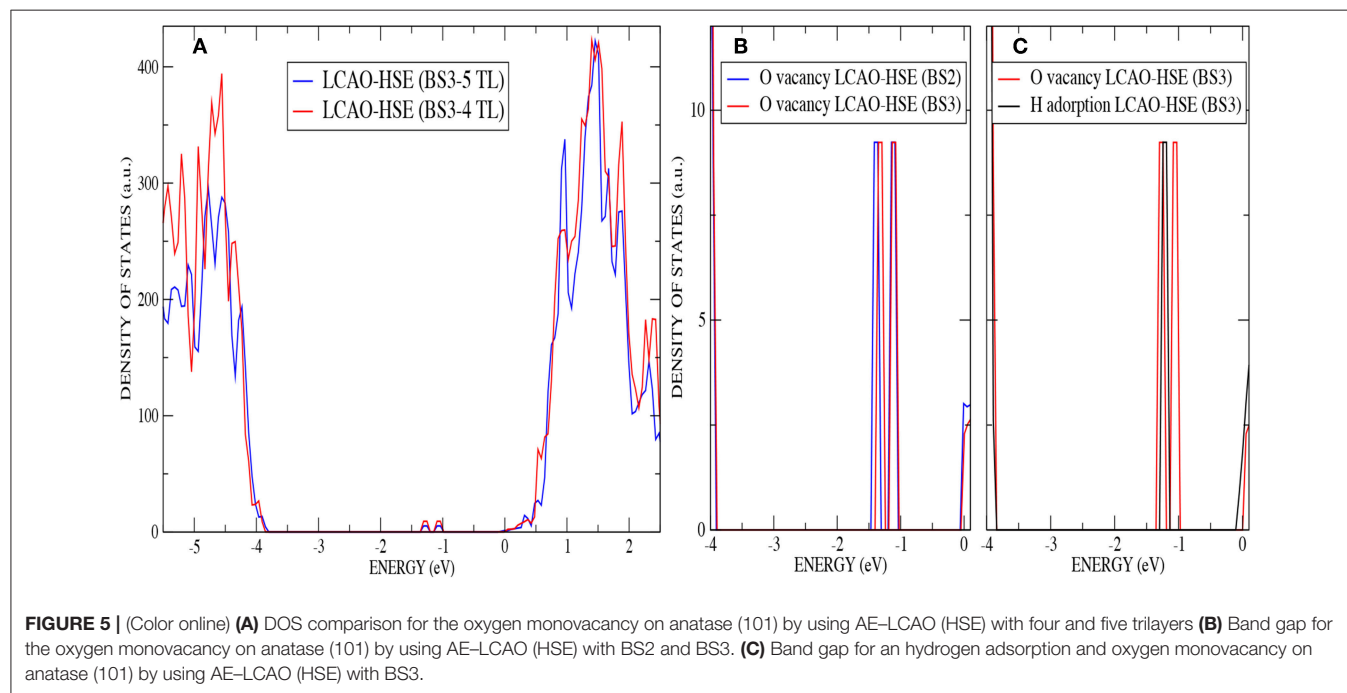 A
LCAO-HSE (BS3-5 TL)
LCAO-HSE (BS3-4 TL)
DENSITY OF STATES (a.u.)
400
300
200
100
0
-5 -4 -3 -2 -1 0 1 2
ENERGY (eV)
B
O vacancy LCAO-HSE (BS2)
O vacancy LCAO-HSE (BS3)
DENSITY OF STATES (a.u.)
10
5
0
-4 -3 -2 -1 0
ENERGY (eV)
C
O vacancy LCAO-HSE (BS3)
H adorption LCAO-HSE (BS3)
-4 -3 -2 -1 0
ENERGY (eV)
FIGURE 5 | (Color online) (A) DOS comparison for the oxygen monovacancy on anatase (101) by using AE–LCAO (HSE) with four and five trilayers (B) Band gap for
the oxygen monovacancy on anatase (101) by using AE–LCAO (HSE) with BS2 and BS3. (C) Band gap for an hydrogen adsorption and oxygen monovacancy on
anatase (101) by using AE–LCAO (HSE) with BS3.